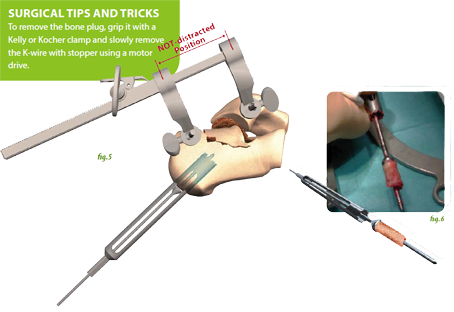 SURGICAL TIPS AND TRICKS
To remove the bone plug, grip it with a
Kelly or Kocher clamp and slowly remove
the K-wire with stopper using a motor
drive.
NOT distracted
Position
fig.5
fig.6